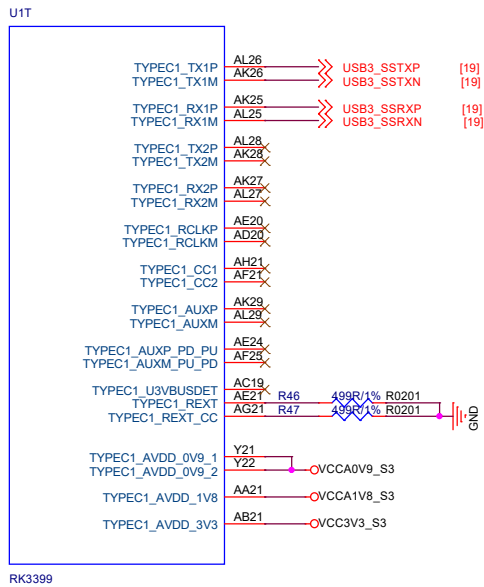 U1T
TYPEC1_TX1P AL26 USB3_SSTXP [19]
TYPEC1_TX1M AK26 USB3_SSTXN [19]
TYPEC1_RX1P AK25 USB3_SSRXP [19]
TYPEC1_RX1M AL25 USB3_SSRXN [19]
TYPEC1_TX2P AL28
TYPEC1_TX2M AK28
TYPEC1_RX2P AK27
TYPEC1_RX2M AL27
TYPEC1_RCLKP AE20
TYPEC1_RCLKM AD20
TYPEC1_CC1 AH21
TYPEC1_CC2 AF21
TYPEC1_AUXP AK29
TYPEC1_AUXM AL29
TYPEC1_AUXP_PD_PU AE24
TYPEC1_AUXM_PU_PD AF25
TYPEC1_U3VBUSDET AC19
TYPEC1_REXT AE21 R46 499R/1% R0201
TYPEC1_REXT_CC AG21 R47 499R/1% R0201
GND
TYPEC1_AVDD_0V9_1 Y21
TYPEC1_AVDD_0V9_2 Y22 VCCA0V9_S3
TYPEC1_AVDD_1V8 AA21 VCCA1V8_S3
TYPEC1_AVDD_3V3 AB21 VCC3V3_S3
RK3399